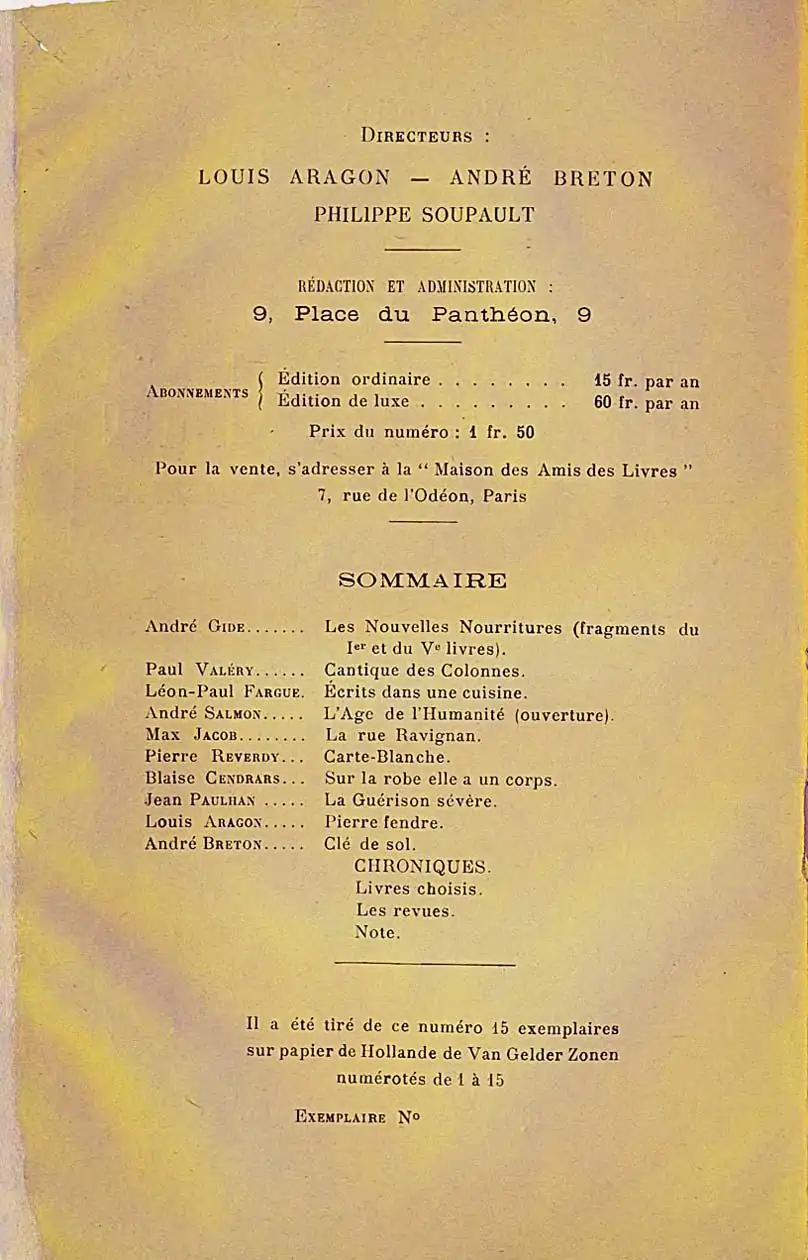 DIRECTEURS :
LOUIS ARAGON — ANDRÉ BRETON
PHILIPPE SOUPAULT
RÉDACTION ET ADMINISTRATION :
9, Place du Panthéon, 9
ABONNEMENTS { Édition ordinaire . . . . . . . . 15 fr. par an
Édition de luxe . . . . . . . . . 60 fr. par an
Prix du numéro : 1 fr. 50
Pour la vente, s'adresser à la “ Maison des Amis des Livres ”
7, rue de l'Odéon, Paris
SOMMAIRE
André GIDE....... Les Nouvelles Nourritures (fragments du
Ier et du Ve livres).
Paul VALÉRY...... Cantique des Colonnes.
Léon-Paul FARGUE. Écrits dans une cuisine.
André SALMON..... L'Age de l'Humanité (ouverture).
Max JACOB........ La rue Ravignan.
Pierre REVERDY... Carte-Blanche.
Blaise CENDRARS... Sur la robe elle a un corps.
Jean PAULHAN ..... La Guérison sévère.
Louis ARAGON..... Pierre fendre.
André BRETON..... Clé de sol.
CHRONIQUES.
Livres choisis.
Les revues.
Note.
Il a été tiré de ce numéro 15 exemplaires
sur papier de Hollande de Van Gelder Zonen
numérotés de 1 à 15
EXEMPLAIRE No